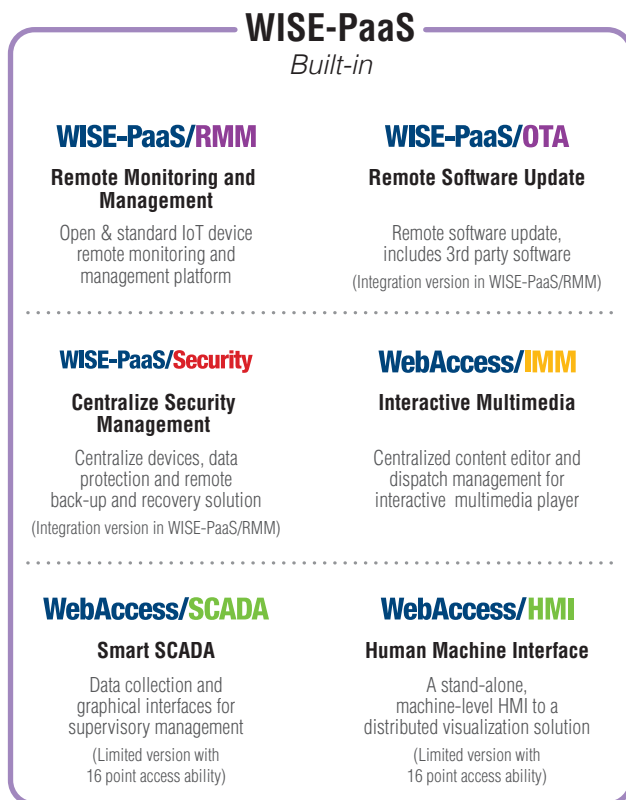 WISE-PaaS
Built-in
WISE-PaaS/RMM
Remote Monitoring and
Management
Open & standard IoT device
remote monitoring and
management platform
WISE-PaaS/OTA
Remote Software Update
Remote software update,
includes 3rd party software
(Integration version in WISE-PaaS/RMM)
WISE-PaaS/Security
Centralize Security
Management
Centralize devices, data
protection and remote
back-up and recovery solution
(Integration version in WISE-PaaS/RMM)
WebAccess/IMM
Interactive Multimedia
Centralized content editor and
dispatch management for
interactive multimedia player
WebAccess/SCADA
Smart SCADA
Data collection and
graphical interfaces for
supervisory management
(Limited version with
16 point access ability)
WebAccess/HMI
Human Machine Interface
A stand-alone,
machine-level HMI to a
distributed visualization solution
(Limited version with
16 point access ability)